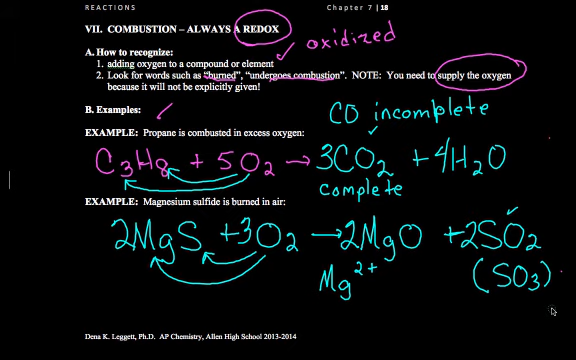 REACTIONS Chapter 7 | 18
VII. COMBUSTION – ALWAYS A REDOX
oxidized
A. How to recognize:
1. adding oxygen to a compound or element
2. Look for words such as “burned”, “undergoes combustion”. NOTE: You need to supply the oxygen
because it will not be explicitly given!
B. Examples:
CO incomplete
EXAMPLE: Propane is combusted in excess oxygen:
C3H8 + 5O2 → 3CO2 + 4H2O
complete
EXAMPLE: Magnesium sulfide is burned in air:
2MgS + 3O2 → 2MgO + 2SO2
Mg2+ (SO3)
Dena K. Leggett, Ph.D. AP Chemistry, Allen High School 2013-2014